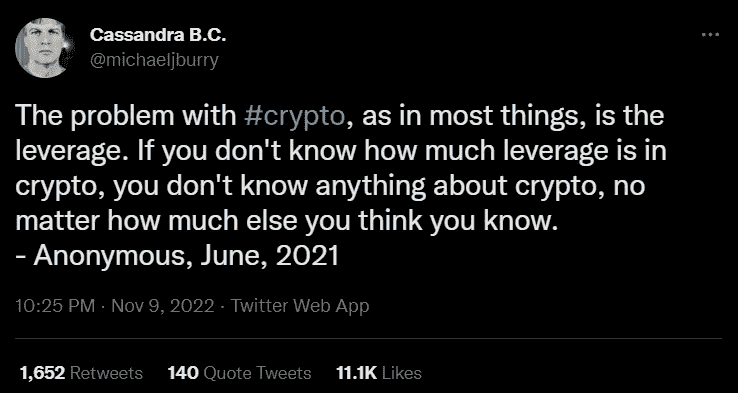 Cassandra B.C.
@michaeljburry
The problem with #crypto, as in most things, is the
leverage. If you don't know how much leverage is in
crypto, you don't know anything about crypto, no
matter how much else you think you know.
- Anonymous, June, 2021
10:25 PM · Nov 9, 2022 · Twitter Web App
1,652 Retweets 140 Quote Tweets 11.1K Likes